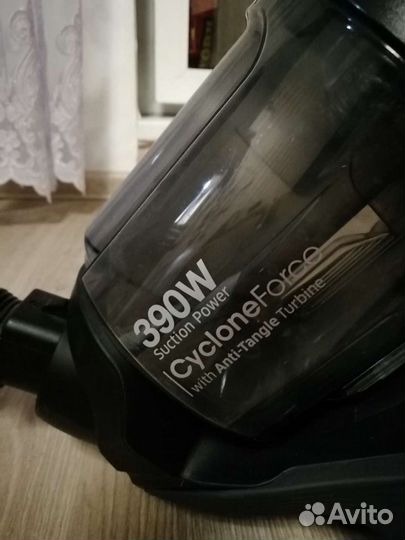 390W
Suction Power
CycloneForce
with Anti-Tangle Turbine
Avito